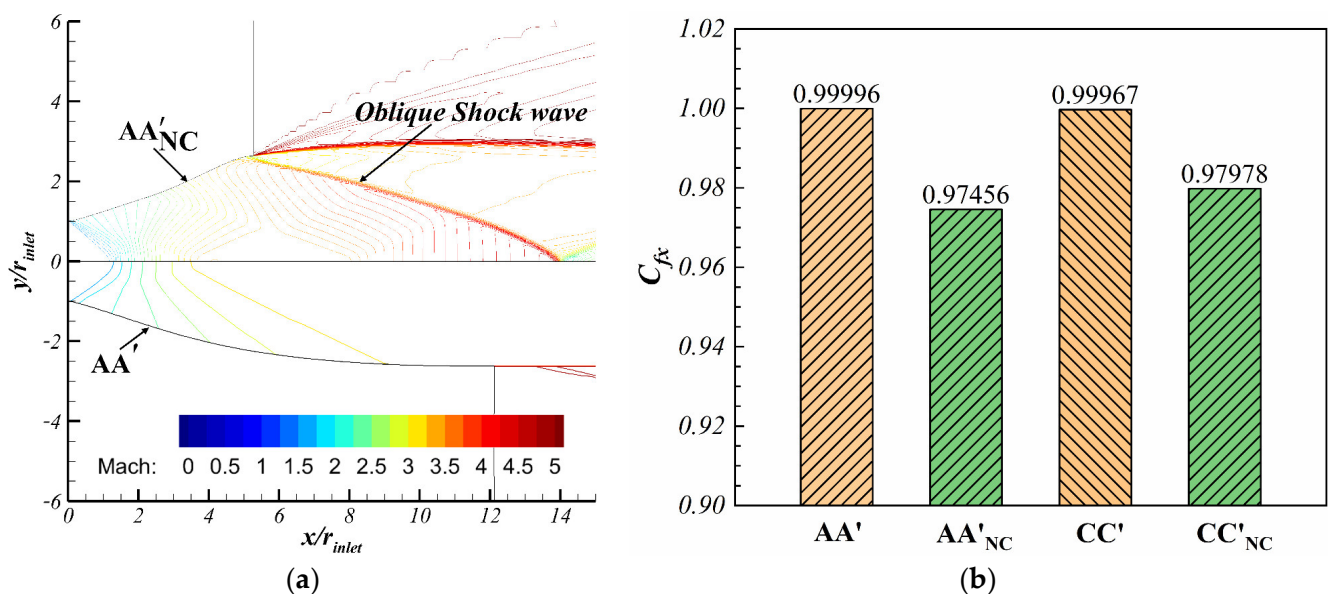 6
4
2
0
-2
-4
-6
y/r_inlet
AA'NC
Oblique Shock wave
AA'
Mach: 0 0.5 1 1.5 2 2.5 3 3.5 4 4.5 5
0 2 4 6 8 10 12 14
x/r_inlet
(a)
1.02
1.00
0.98
0.96
0.94
0.92
0.90
C_fx
0.99996
0.97456
0.99967
0.97978
AA' AA'NC CC' CC'NC
(b)